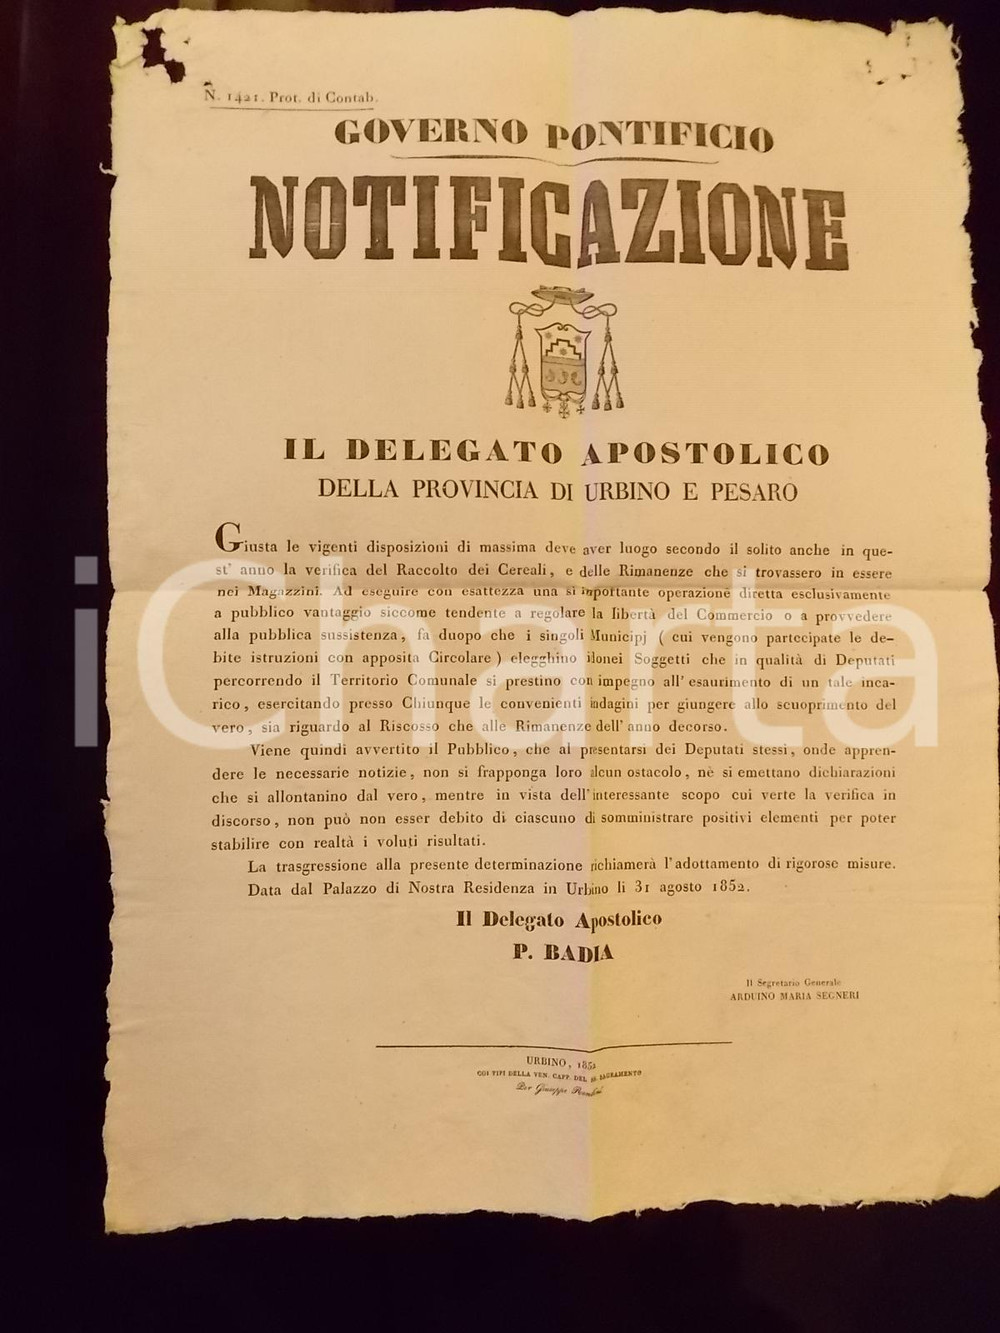 N. 1421. Prot. di Contab.
GOVERNO PONTIFICIO
NOTIFICAZIONE
IL DELEGATO APOSTOLICO
DELLA PROVINCIA DI URBINO E PESARO
Giusta le vigenti disposizioni di massima deve aver luogo secondo il solito anche in que-
st' anno la verifica del Raccolto dei Cereali, e delle Rimanenze che si trovassero in essere
nei Magazzini. Ad eseguire con esattezza una sì importante operazione diretta esclusivamente
a pubblico vantaggio siccome tendente a regolare la libertà del Commercio o a provvedere
alla pubblica sussistenza, fa duopo che i singoli Municipj ( cui vengono partecipate le de-
bite istruzioni con apposita Circolare ) elegghino idonei Soggetti che in qualità di Deputati
percorrendo il Territorio Comunale si prestino con impegno all' esaurimento di un tale inca-
rico, esercitando presso Chiunque le convenienti indagini per giungere allo scuoprimento del
vero, sia riguardo al Riscosso che alle Rimanenze dell' anno decorso.
Viene quindi avvertito il Pubblico, che al presentarsi dei Deputati stessi, onde appren-
dere le necessarie notizie, non si frapponga loro alcun ostacolo, nè si emettano dichiarazioni
che si allontanino dal vero, mentre in vista dell' interessante scopo cui verte la verifica in
discorso, non può non esser debito di ciascuno di somministrare positivi elementi per poter
stabilire con realtà i voluti risultati.
La trasgressione alla presente determinazione richiamerà l' adottamento di rigorose misure.
Data dal Palazzo di Nostra Residenza in Urbino li 31 agosto 1852.
Il Delegato Apostolico
P. BADIA
Il Segretario Generale
ARDUINO MARIA SEGNERI
URBINO, 1852
COI TIPI DELLA VEN. CAPP. DEL SS. SAGRAMENTO
Per Giuseppe
iCharta